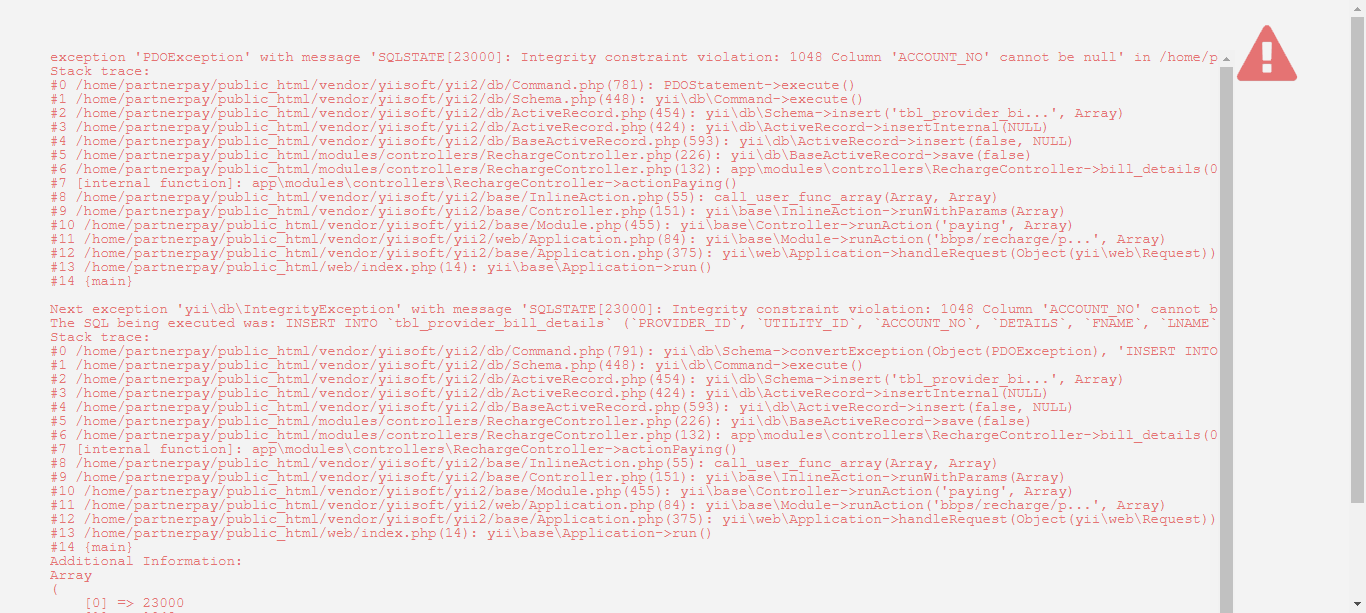 exception 'PDOException' with message 'SQLSTATE[23000]: Integrity constraint violation: 1048 Column 'ACCOUNT_NO' cannot be null' in /home/p
Stack trace:
#0 /home/partnerpay/public_html/vendor/yiisoft/yii2/db/Command.php(781): PDOStatement->execute()
#1 /home/partnerpay/public_html/vendor/yiisoft/yii2/db/Schema.php(448): yii\db\Command->execute()
#2 /home/partnerpay/public_html/vendor/yiisoft/yii2/db/ActiveRecord.php(454): yii\db\Schema->insert('tbl_provider_bi...', Array)
#3 /home/partnerpay/public_html/vendor/yiisoft/yii2/db/ActiveRecord.php(424): yii\db\ActiveRecord->insertInternal(NULL)
#4 /home/partnerpay/public_html/vendor/yiisoft/yii2/db/BaseActiveRecord.php(593): yii\db\ActiveRecord->insert(false, NULL)
#5 /home/partnerpay/public_html/modules/controllers/RechargeController.php(226): yii\db\BaseActiveRecord->save(false)
#6 /home/partnerpay/public_html/modules/controllers/RechargeController.php(132): app\modules\controllers\RechargeController->bill_details(0
#7 [internal function]: app\modules\controllers\RechargeController->actionPaying()
#8 /home/partnerpay/public_html/vendor/yiisoft/yii2/base/InlineAction.php(55): call_user_func_array(Array, Array)
#9 /home/partnerpay/public_html/vendor/yiisoft/yii2/base/Controller.php(151): yii\base\InlineAction->runWithParams(Array)
#10 /home/partnerpay/public_html/vendor/yiisoft/yii2/base/Module.php(455): yii\base\Controller->runAction('paying', Array)
#11 /home/partnerpay/public_html/vendor/yiisoft/yii2/web/Application.php(84): yii\base\Module->runAction('bbps/recharge/p...', Array)
#12 /home/partnerpay/public_html/vendor/yiisoft/yii2/base/Application.php(375): yii\web\Application->handleRequest(Object(yii\web\Request))
#13 /home/partnerpay/public_html/web/index.php(14): yii\base\Application->run()
#14 {main}
Next exception 'yii\db\IntegrityException' with message 'SQLSTATE[23000]: Integrity constraint violation: 1048 Column 'ACCOUNT_NO' cannot b
The SQL being executed was: INSERT INTO `tbl_provider_bill_details` (`PROVIDER_ID`, `UTILITY_ID`, `ACCOUNT_NO`, `DETAILS`, `FNAME`, `LNAME`
Stack trace:
#0 /home/partnerpay/public_html/vendor/yiisoft/yii2/db/Command.php(791): yii\db\Schema->convertException(Object(PDOException), 'INSERT INTO
#1 /home/partnerpay/public_html/vendor/yiisoft/yii2/db/Schema.php(448): yii\db\Command->execute()
#2 /home/partnerpay/public_html/vendor/yiisoft/yii2/db/ActiveRecord.php(454): yii\db\Schema->insert('tbl_provider_bi...', Array)
#3 /home/partnerpay/public_html/vendor/yiisoft/yii2/db/ActiveRecord.php(424): yii\db\ActiveRecord->insertInternal(NULL)
#4 /home/partnerpay/public_html/vendor/yiisoft/yii2/db/BaseActiveRecord.php(593): yii\db\ActiveRecord->insert(false, NULL)
#5 /home/partnerpay/public_html/modules/controllers/RechargeController.php(226): yii\db\BaseActiveRecord->save(false)
#6 /home/partnerpay/public_html/modules/controllers/RechargeController.php(132): app\modules\controllers\RechargeController->bill_details(0
#7 [internal function]: app\modules\controllers\RechargeController->actionPaying()
#8 /home/partnerpay/public_html/vendor/yiisoft/yii2/base/InlineAction.php(55): call_user_func_array(Array, Array)
#9 /home/partnerpay/public_html/vendor/yiisoft/yii2/base/Controller.php(151): yii\base\InlineAction->runWithParams(Array)
#10 /home/partnerpay/public_html/vendor/yiisoft/yii2/base/Module.php(455): yii\base\Controller->runAction('paying', Array)
#11 /home/partnerpay/public_html/vendor/yiisoft/yii2/web/Application.php(84): yii\base\Module->runAction('bbps/recharge/p...', Array)
#12 /home/partnerpay/public_html/vendor/yiisoft/yii2/base/Application.php(375): yii\web\Application->handleRequest(Object(yii\web\Request))
#13 /home/partnerpay/public_html/web/index.php(14): yii\base\Application->run()
#14 {main}
Additional Information:
Array
(
[0] => 23000